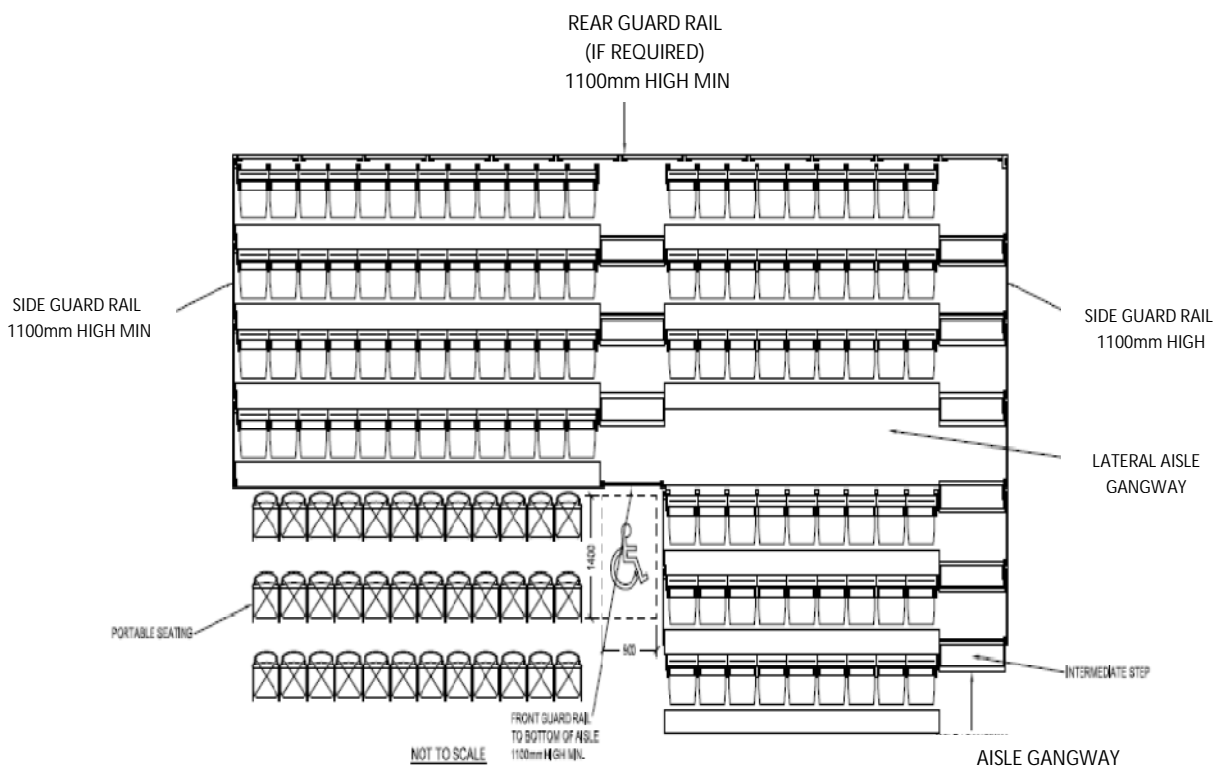 REAR GUARD RAIL
(IF REQUIRED)
1100mm HIGH MIN
SIDE GUARD RAIL
1100mm HIGH MIN
SIDE GUARD RAIL
1100mm HIGH
LATERAL AISLE
GANGWAY
1400
PORTABLE SEATING
900
INTERMEDIATE STEP
FRONT GUARD RAIL
TO BOTTOM OF AISLE
1100mm HIGH MIN.
NOT TO SCALE
AISLE GANGWAY